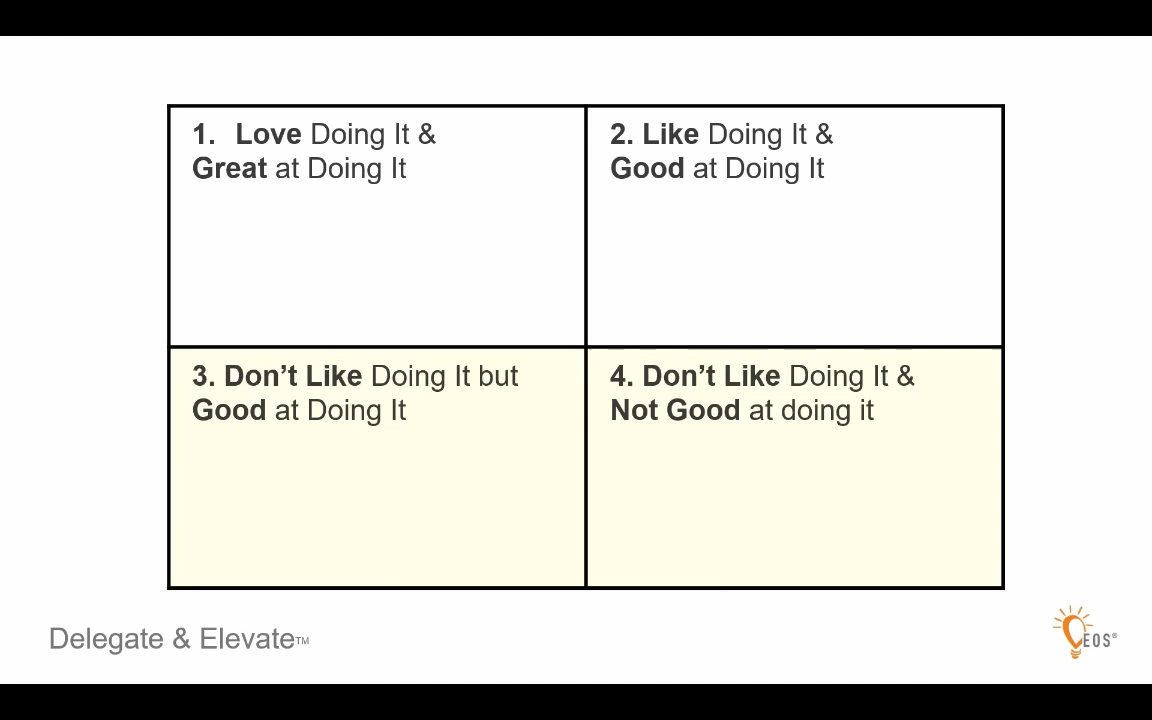 1. Love Doing It &
Great at Doing It
2. Like Doing It &
Good at Doing It
3. Don’t Like Doing It but
Good at Doing It
4. Don’t Like Doing It &
Not Good at doing it
Delegate & Elevate™
EOS®